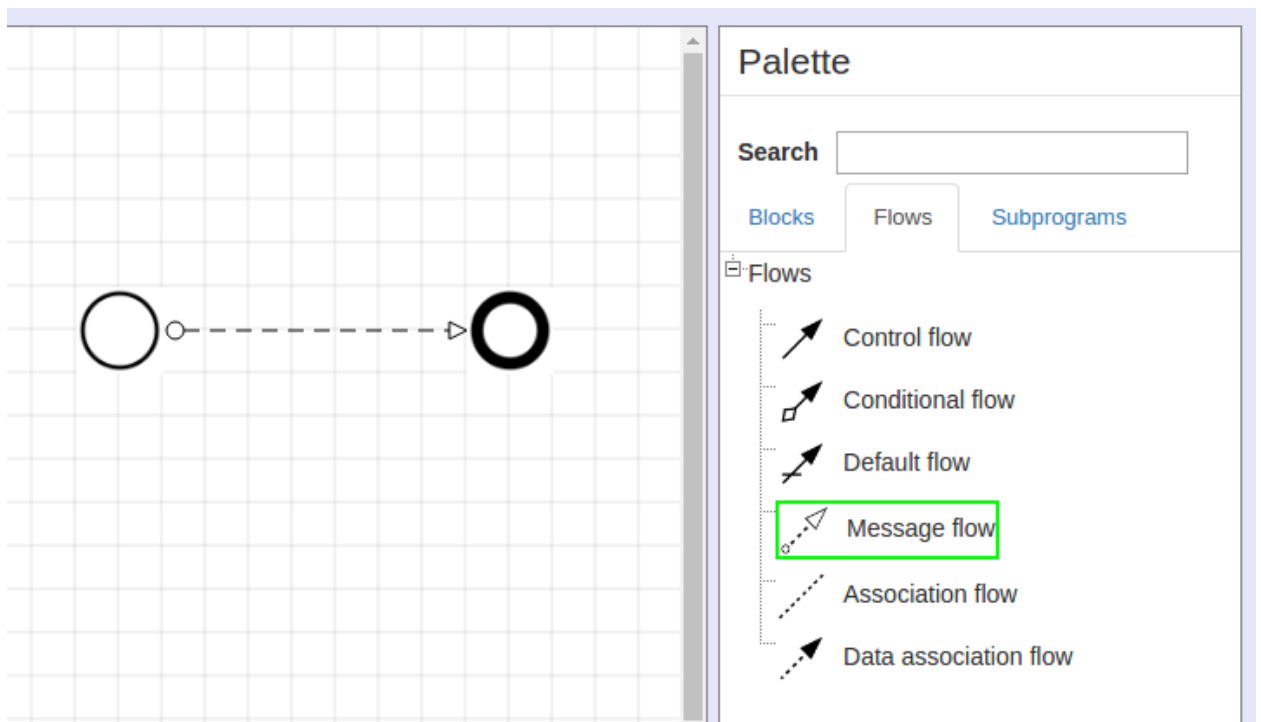 Palette
Search
Blocks Flows Subprograms
Flows
Control flow
Conditional flow
Default flow
Message flow
Association flow
Data association flow